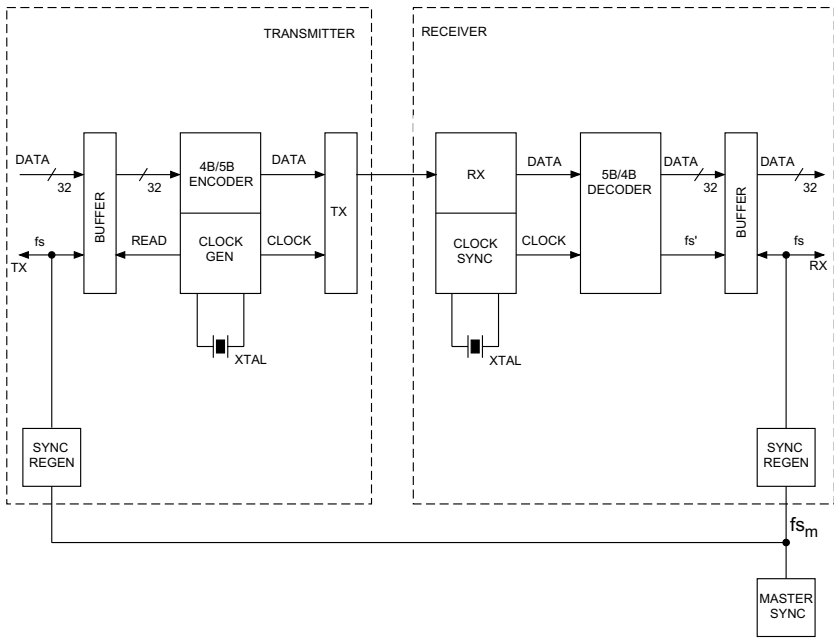 TRANSMITTER
RECEIVER
DATA
32
BUFFER
32
4B/5B
ENCODER
DATA
TX
RX
DATA
5B/4B
DECODER
DATA
32
BUFFER
DATA
32
fs
TX
READ
CLOCK
GEN
CLOCK
CLOCK
SYNC
CLOCK
fs'
fs
RX
XTAL
XTAL
SYNC
REGEN
SYNC
REGEN
fsm
MASTER
SYNC